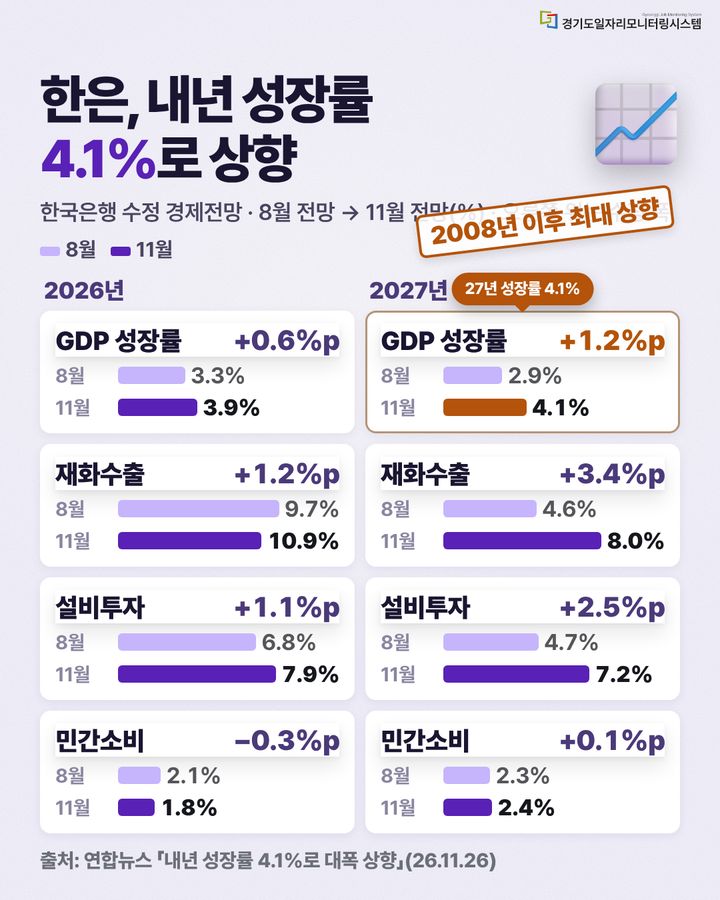 경기도일자리모니터링시스템
한은, 내년 성장률
4.1%로 상향
한국은행 수정 경제전망 · 8월 전망 → 11월 전망(%)
2008년 이후 최대 상향
8월 11월
2026년
2027년
27년 성장률 4.1%
GDP 성장률 +0.6%p
8월 3.3%
11월 3.9%
GDP 성장률 +1.2%p
8월 2.9%
11월 4.1%
재화수출 +1.2%p
8월 9.7%
11월 10.9%
재화수출 +3.4%p
8월 4.6%
11월 8.0%
설비투자 +1.1%p
8월 6.8%
11월 7.9%
설비투자 +2.5%p
8월 4.7%
11월 7.2%
민간소비 −0.3%p
8월 2.1%
11월 1.8%
민간소비 +0.1%p
8월 2.3%
11월 2.4%
출처: 연합뉴스 「내년 성장률 4.1%로 대폭 상향」(26.11.26)